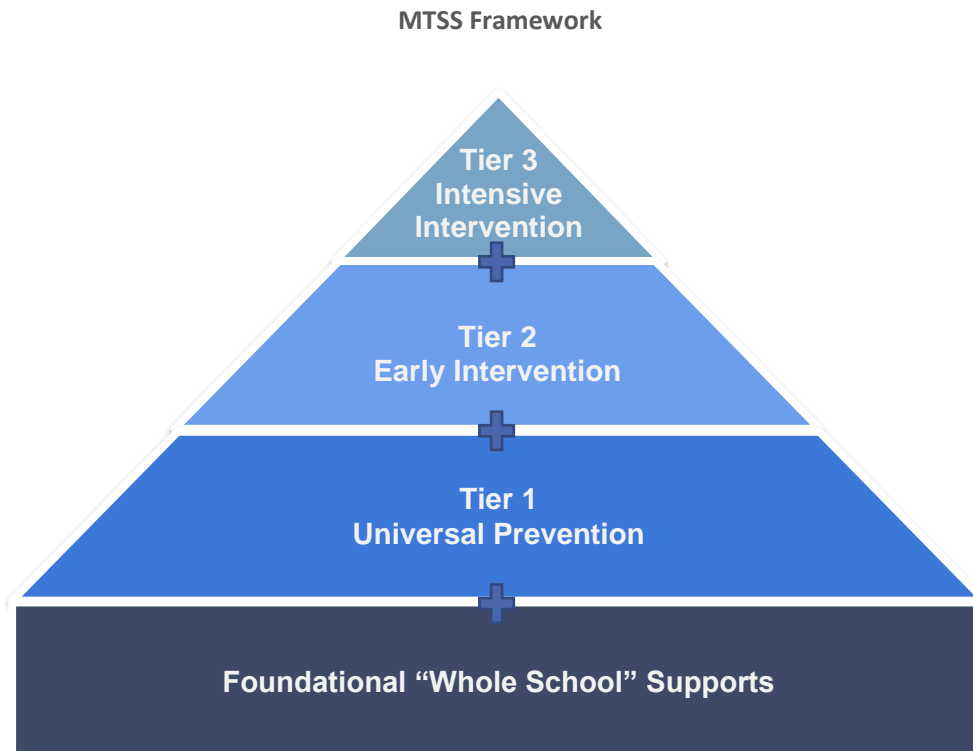 MTSS Framework
Tier 3
Intensive
Intervention
Tier 2
Early Intervention
Tier 1
Universal Prevention
Foundational “Whole School” Supports